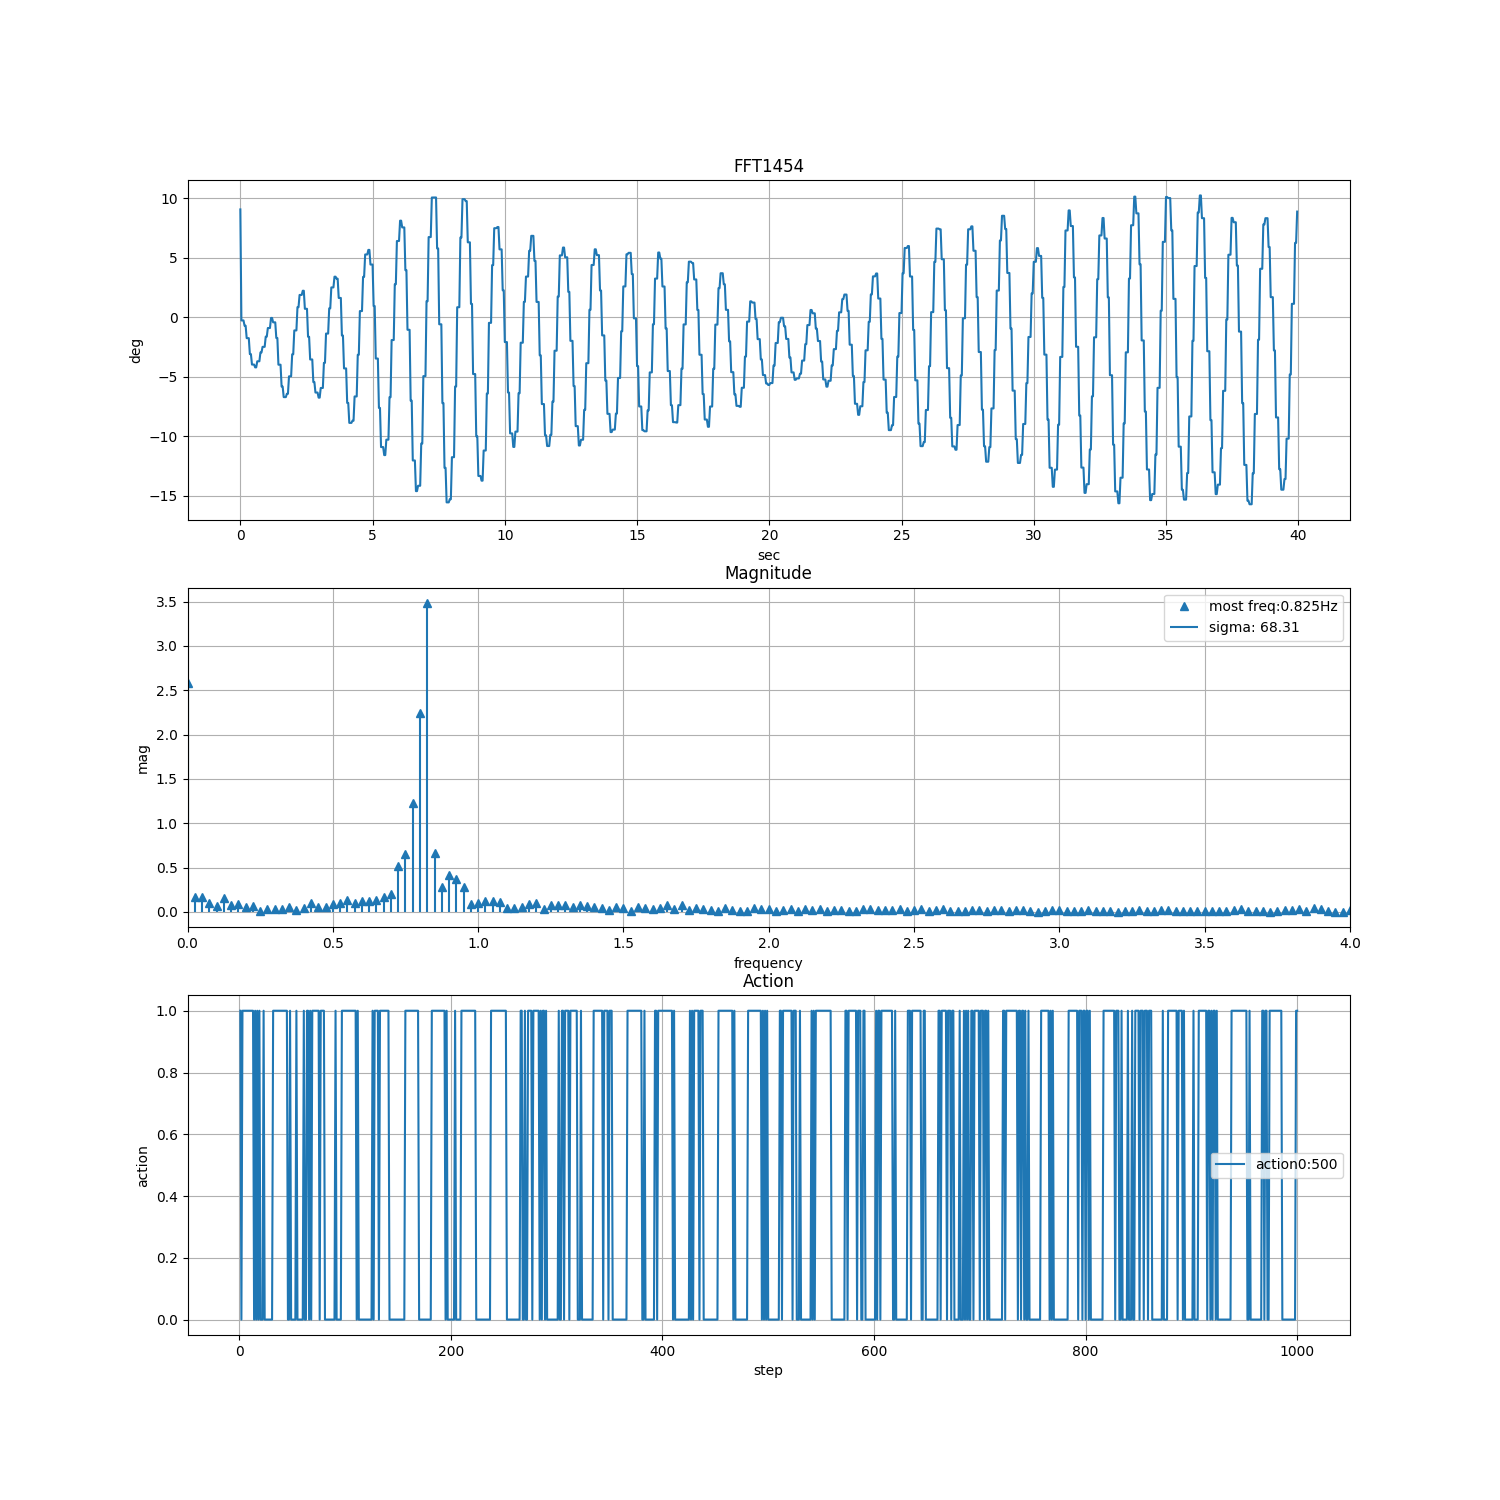 FFT1454
10
5
0
−5
−10
−15
deg
0 5 10 15 20 25 30 35 40
sec
Magnitude
3.5
3.0
2.5
2.0
1.5
1.0
0.5
0.0
mag
most freq:0.825Hz
sigma: 68.31
0.0 0.5 1.0 1.5 2.0 2.5 3.0 3.5 4.0
frequency
Action
1.0
0.8
0.6
0.4
0.2
0.0
action
action0:500
0 200 400 600 800 1000
step